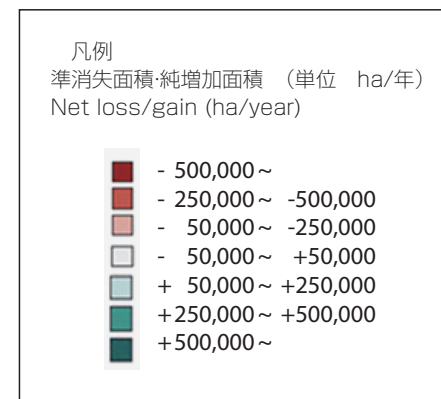 凡例
準消失面積･純増加面積 （単位 ha/年）
Net loss/gain (ha/year)
- 500,000～
- 250,000～ -500,000
- 50,000～ -250,000
- 50,000～ +50,000
+ 50,000～ +250,000
+250,000～ +500,000
+500,000～